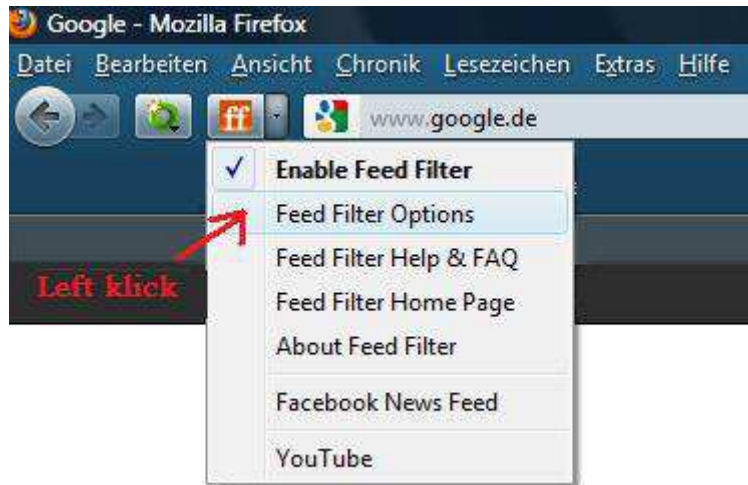 Google - Mozilla Firefox
Datei Bearbeiten Ansicht Chronik Lesezeichen Extras Hilfe
ff www.google.de
Enable Feed Filter
Feed Filter Options
Feed Filter Help & FAQ
Left klick
Feed Filter Home Page
About Feed Filter
Facebook News Feed
YouTube